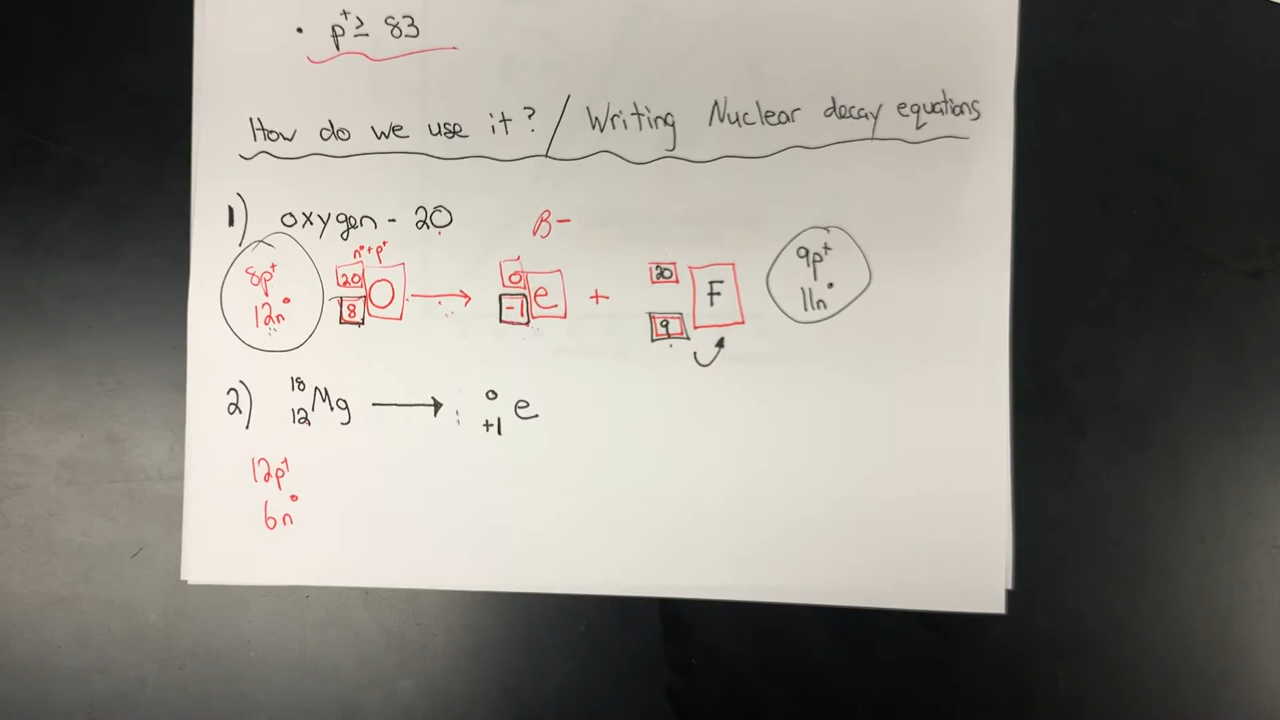 • p⁺ ≥ 83
How do we use it? / Writing Nuclear decay equations
1) oxygen - 20 B-
8p⁺ 12n° n°+p⁺ 20 8 O → 0 -1 e + 20 9 F 9p⁺ 11n°
2) 18 12 Mg → 0 +1 e
12p⁺
6n°